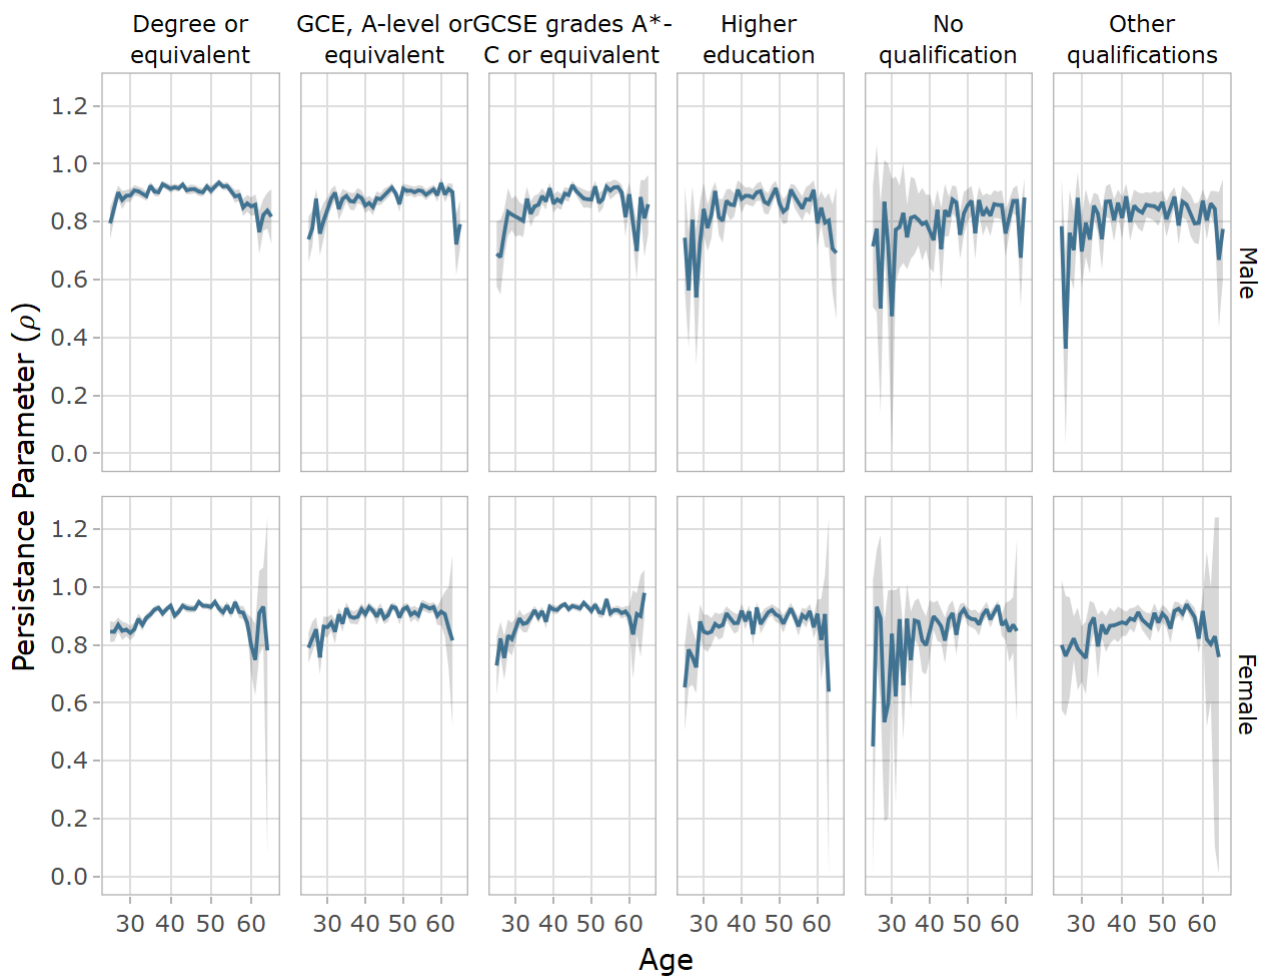 Degree or
equivalent
GCE, A-level or
equivalent
GCSE grades A*-
C or equivalent
Higher
education
No
qualification
Other
qualifications
1.2
1.0
0.8
0.6
0.4
0.2
0.0
Male
Persistance Parameter (ρ)
1.2
1.0
0.8
0.6
0.4
0.2
0.0
Female
30 40 50 60
30 40 50 60
30 40 50 60
30 40 50 60
30 40 50 60
30 40 50 60
Age